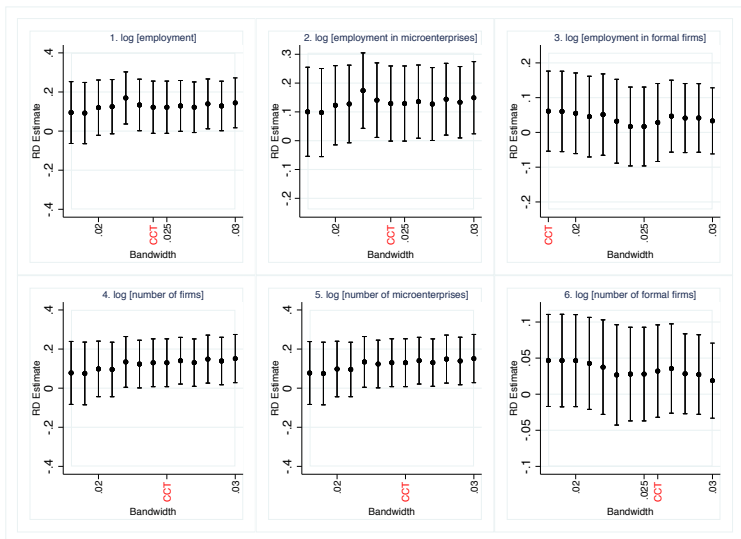 1. log [employment]
RD Estimate
.4
.2
0
-.2
-.4
.02
CCT
.025
.03
Bandwidth
2. log [employment in microenterprises]
RD Estimate
.3
.2
.1
0
-.1
-.2
.02
CCT
.025
.03
Bandwidth
3. log [employment in formal firms]
RD Estimate
.2
.1
0
-.1
-.2
CCT
.02
.025
.03
Bandwidth
4. log [number of firms]
RD Estimate
.4
.2
0
-.2
-.4
.02
CCT
.03
Bandwidth
5. log [number of microenterprises]
RD Estimate
.4
.2
0
-.2
-.4
.02
CCT
.03
Bandwidth
6. log [number of formal firms]
RD Estimate
.1
.05
0
-.05
-.1
.02
.025
CCT
.03
Bandwidth